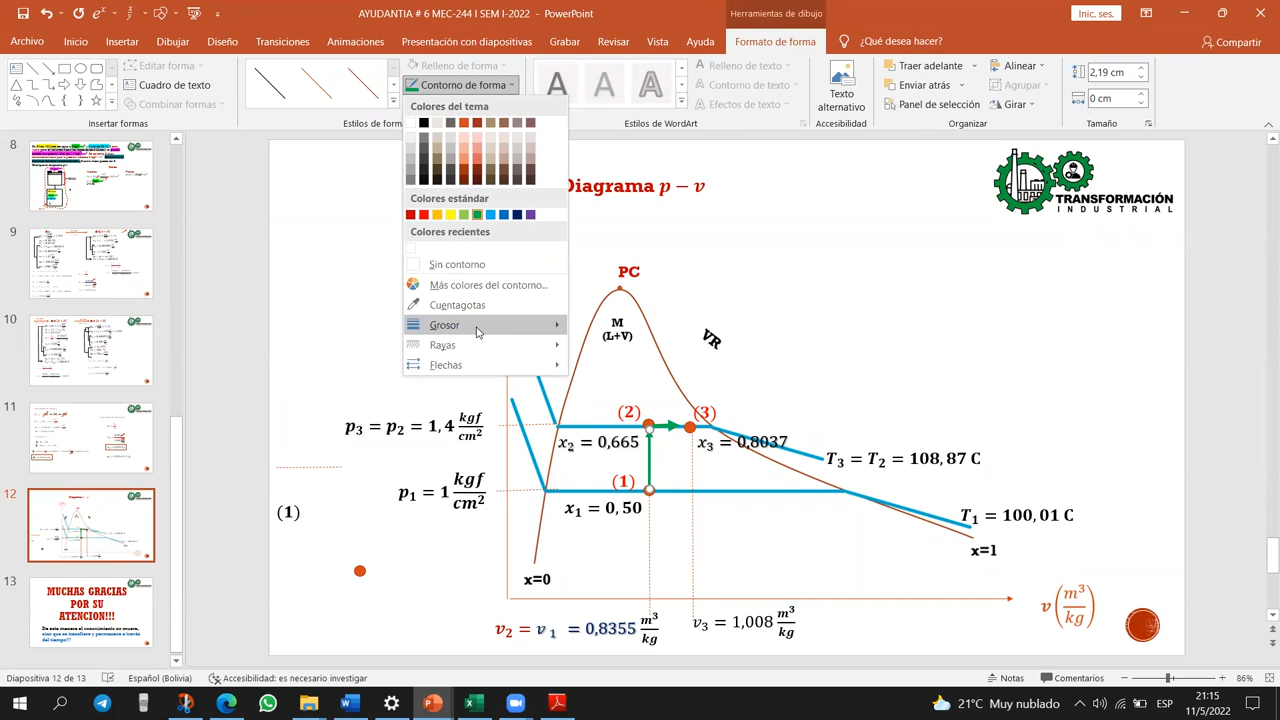 AYUDANTIA # 6 MEC-244 I SEM-2022 - PowerPoint
Herramientas de dibujo
Inic. ses.
Archivo Inicio Insertar Dibujar Diseño Transiciones Animaciones Presentación con diapositivas Grabar Revisar Vista Ayuda Formato de forma ¿Qué desea hacer? Compartir
Editar forma
Cuadro de texto
Combinar formas
Insertar formas
Relleno de forma
Contorno de forma
Estilos de form
Relleno de texto
Contorno de texto
Efectos de texto
Estilos de WordArt
Texto
alternativo
Accesibilidad
Traer adelante
Enviar atrás
Panel de selección
Alinear
Agrupar
Girar
Organizar
2,19 cm
0 cm
Tamaño
Colores del tema
Colores estándar
Colores recientes
Sin contorno
Más colores del contorno...
Cuentagotas
Grosor
Rayas
Flechas
9
10
11
12
13
MUCHAS GRACIAS
POR SU
ATENCION!!!
Diagrama p − v
TRANSFORMACIÓN
INDUSTRIAL
PC
M
(L+V)
VR
p3 = p2 = 1,4 kgf/cm²
(2)
(3)
x2 = 0,665
x3 = 0,8037
T3 = T2 = 108,87 C
p1 = 1 kgf/cm²
(1)
(1)
x1 = 0,50
T1 = 100,01 C
x=1
x=0
v2 = v1 = 0,8355 m³/kg
v3 = 1,008 m³/kg
v (m³/kg)
Diapositiva 12 de 13
Español (Bolivia)
Accesibilidad: es necesario investigar
Notas
Comentarios
86%
21°C Muy nublado
ESP
21:15
11/5/2022